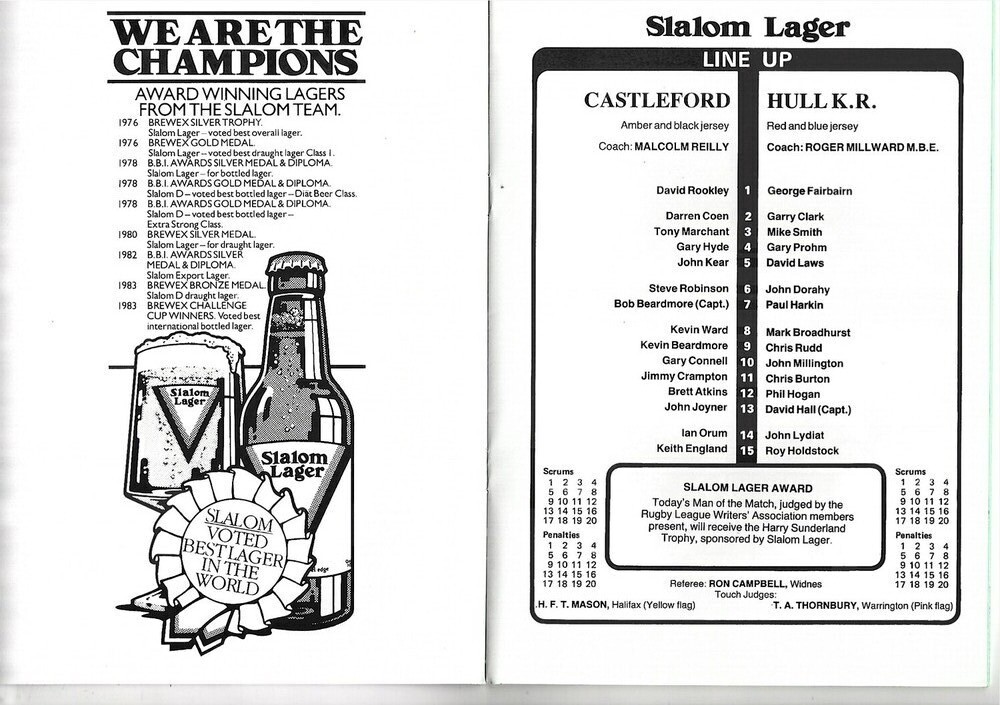 WE ARE THE
CHAMPIONS
AWARD WINNING LAGERS
FROM THE SLALOM TEAM.
1976 BREWEX SILVER TROPHY.
Slalom Lager – voted best overall lager.
1976 BREWEX GOLD MEDAL.
Slalom Lager – voted best draught lager Class 1.
1978 B.B.I. AWARDS SILVER MEDAL & DIPLOMA.
Slalom Lager – for bottled lager.
1978 B.B.I. AWARDS GOLD MEDAL & DIPLOMA.
Slalom D – voted best bottled lager – Diät Beer Class.
1978 B.B.I. AWARDS GOLD MEDAL & DIPLOMA.
Slalom D – voted best bottled lager –
Extra Strong Class.
1980 BREWEX SILVER MEDAL.
Slalom Lager – for draught lager.
1982 B.B.I. AWARDS SILVER
MEDAL & DIPLOMA.
Slalom Export Lager.
1983 BREWEX BRONZE MEDAL.
Slalom D draught lager.
1983 BREWEX CHALLENGE
CUP WINNERS. Voted best
international bottled lager.
Slalom
Lager
Slalom
Lager
SLALOM
VOTED
BEST LAGER
IN THE
WORLD
Slalom Lager
LINE UP
CASTLEFORD HULL K.R.
Amber and black jersey Red and blue jersey
Coach: MALCOLM REILLY Coach: ROGER MILLWARD M.B.E.
David Rookley 1 George Fairbairn
Darren Coen 2 Garry Clark
Tony Marchant 3 Mike Smith
Gary Hyde 4 Gary Prohm
John Kear 5 David Laws
Steve Robinson 6 John Dorahy
Bob Beardmore (Capt.) 7 Paul Harkin
Kevin Ward 8 Mark Broadhurst
Kevin Beardmore 9 Chris Rudd
Gary Connell 10 John Millington
Jimmy Crampton 11 Chris Burton
Brett Atkins 12 Phil Hogan
John Joyner 13 David Hall (Capt.)
Ian Orum 14 John Lydiat
Keith England 15 Roy Holdstock
Scrums
1 2 3 4
5 6 7 8
9 10 11 12
13 14 15 16
17 18 19 20
Penalties
1 2 3 4
5 6 7 8
9 10 11 12
13 14 15 16
17 18 19 20
SLALOM LAGER AWARD
Today's Man of the Match, judged by the
Rugby League Writers' Association members
present, will receive the Harry Sunderland
Trophy, sponsored by Slalom Lager.
Scrums
1 2 3 4
5 6 7 8
9 10 11 12
13 14 15 16
17 18 19 20
Penalties
1 2 3 4
5 6 7 8
9 10 11 12
13 14 15 16
17 18 19 20
Referee: RON CAMPBELL, Widnes
Touch Judges:
H. F. T. MASON, Halifax (Yellow flag) T. A. THORNBURY, Warrington (Pink flag)